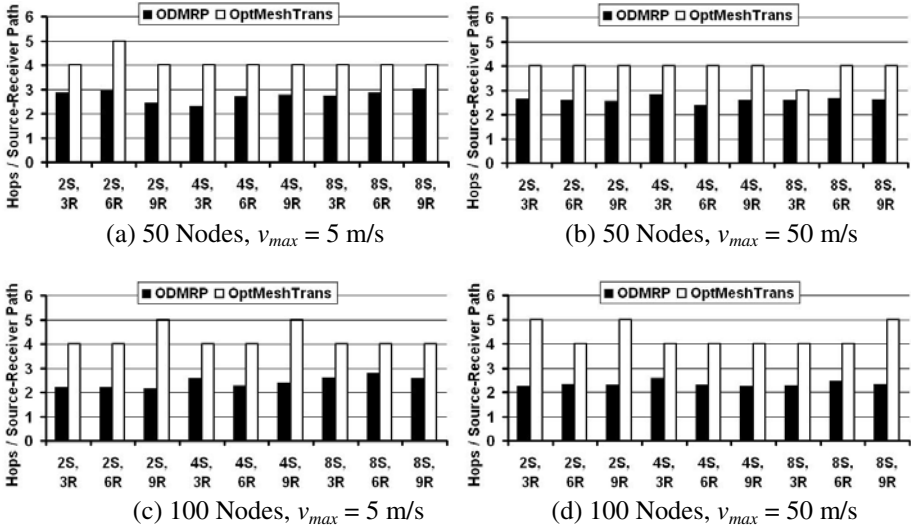 Hops / Source-Receiver Path
6
5
4
3
2
1
0
ODMRP OptMeshTrans
2S, 2S, 2S, 4S, 4S, 4S, 8S, 8S, 8S,
3R 6R 9R 3R 6R 9R 3R 6R 9R
(a) 50 Nodes, vmax = 5 m/s
Hops / Source-Receiver Path
6
5
4
3
2
1
0
ODMRP OptMeshTrans
2S, 2S, 2S, 4S, 4S, 4S, 8S, 8S, 8S,
3R 6R 9R 3R 6R 9R 3R 6R 9R
(b) 50 Nodes, vmax = 50 m/s
Hops / Source-Receiver Path
6
5
4
3
2
1
0
ODMRP OptMeshTrans
2S, 2S, 2S, 4S, 4S, 4S, 8S, 8S, 8S,
3R 6R 9R 3R 6R 9R 3R 6R 9R
(c) 100 Nodes, vmax = 5 m/s
Hops / Source-Receiver Path
6
5
4
3
2
1
0
ODMRP OptMeshTrans
2S, 2S, 2S, 4S, 4S, 4S, 8S, 8S, 8S,
3R 6R 9R 3R 6R 9R 3R 6R 9R
(d) 100 Nodes, vmax = 50 m/s